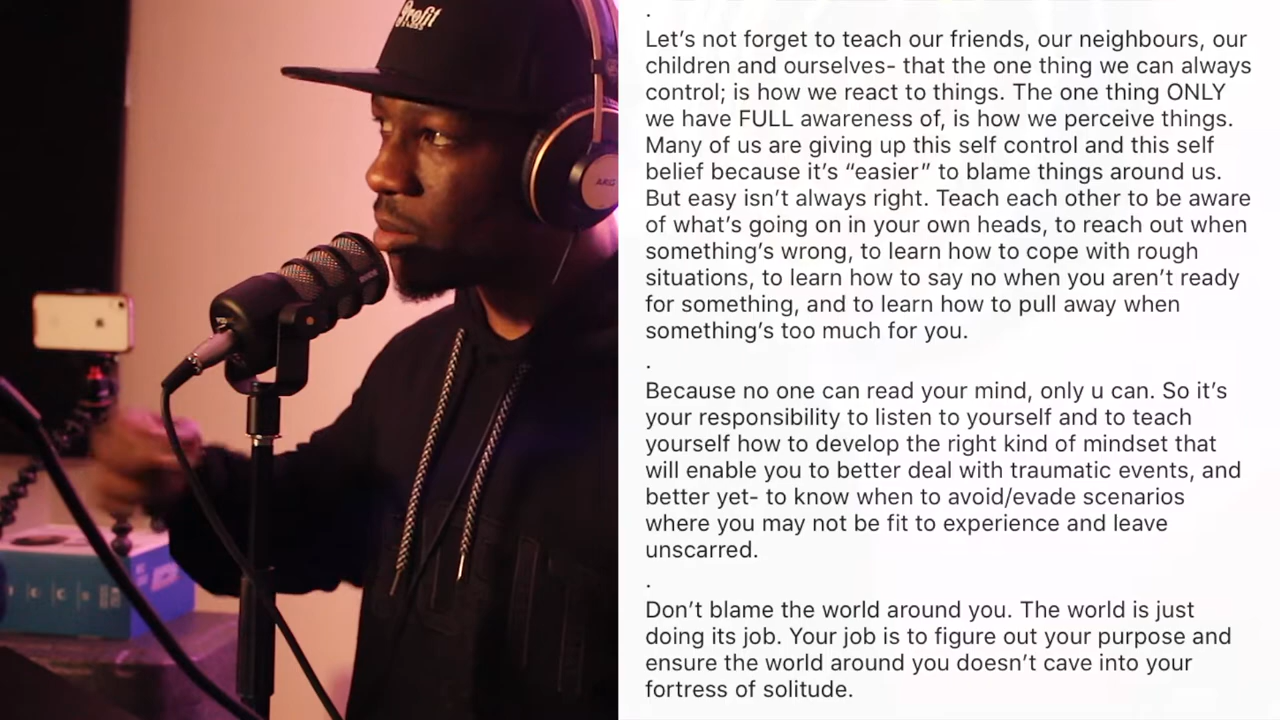 Profit
AKG
.
Let’s not forget to teach our friends, our neighbours, our
children and ourselves- that the one thing we can always
control; is how we react to things. The one thing ONLY
we have FULL awareness of, is how we perceive things.
Many of us are giving up this self control and this self
belief because it’s “easier” to blame things around us.
But easy isn’t always right. Teach each other to be aware
of what’s going on in your own heads, to reach out when
something’s wrong, to learn how to cope with rough
situations, to learn how to say no when you aren’t ready
for something, and to learn how to pull away when
something’s too much for you.
.
Because no one can read your mind, only u can. So it’s
your responsibility to listen to yourself and to teach
yourself how to develop the right kind of mindset that
will enable you to better deal with traumatic events, and
better yet- to know when to avoid/evade scenarios
where you may not be fit to experience and leave
unscarred.
.
Don’t blame the world around you. The world is just
doing its job. Your job is to figure out your purpose and
ensure the world around you doesn’t cave into your
fortress of solitude.